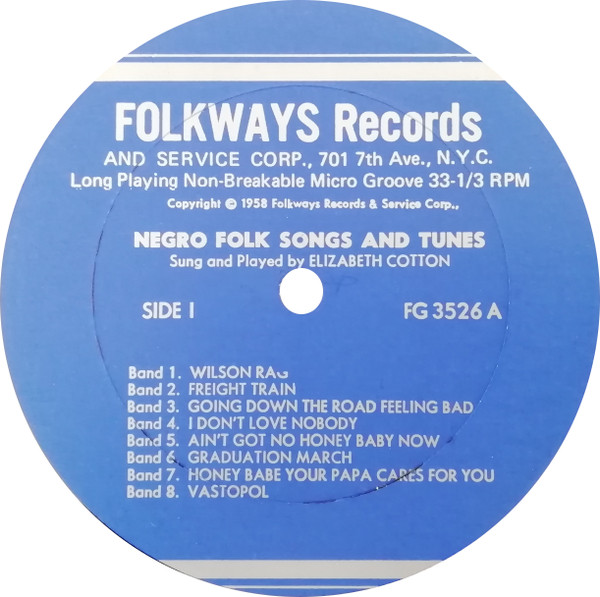 FOLKWAYS Records
AND SERVICE CORP., 701 7th Ave., N.Y.C.
Long Playing Non-Breakable Micro Groove 33-1/3 RPM
Copyright © 1958 Folkways Records & Service Corp.,
NEGRO FOLK SONGS AND TUNES
Sung and Played by ELIZABETH COTTON
SIDE I FG 3526 A
Band 1. WILSON RAG
Band 2. FREIGHT TRAIN
Band 3. GOING DOWN THE ROAD FEELING BAD
Band 4. I DON'T LOVE NOBODY
Band 5. AIN'T GOT NO HONEY BABY NOW
Band 6. GRADUATION MARCH
Band 7. HONEY BABE YOUR PAPA CARES FOR YOU
Band 8. VASTOPOL